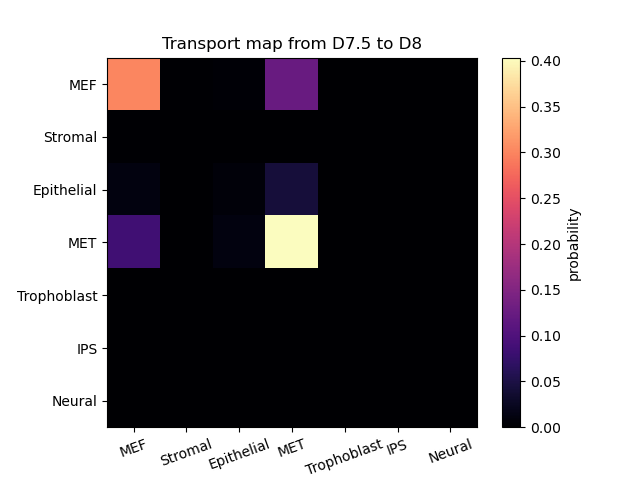 Transport map from D7.5 to D8
MEF
Stromal
Epithelial
MET
Trophoblast
IPS
Neural
MEF
Stromal
Epithelial
MET
Trophoblast
IPS
Neural
0.40
0.35
0.30
0.25
0.20
0.15
0.10
0.05
0.00
probability